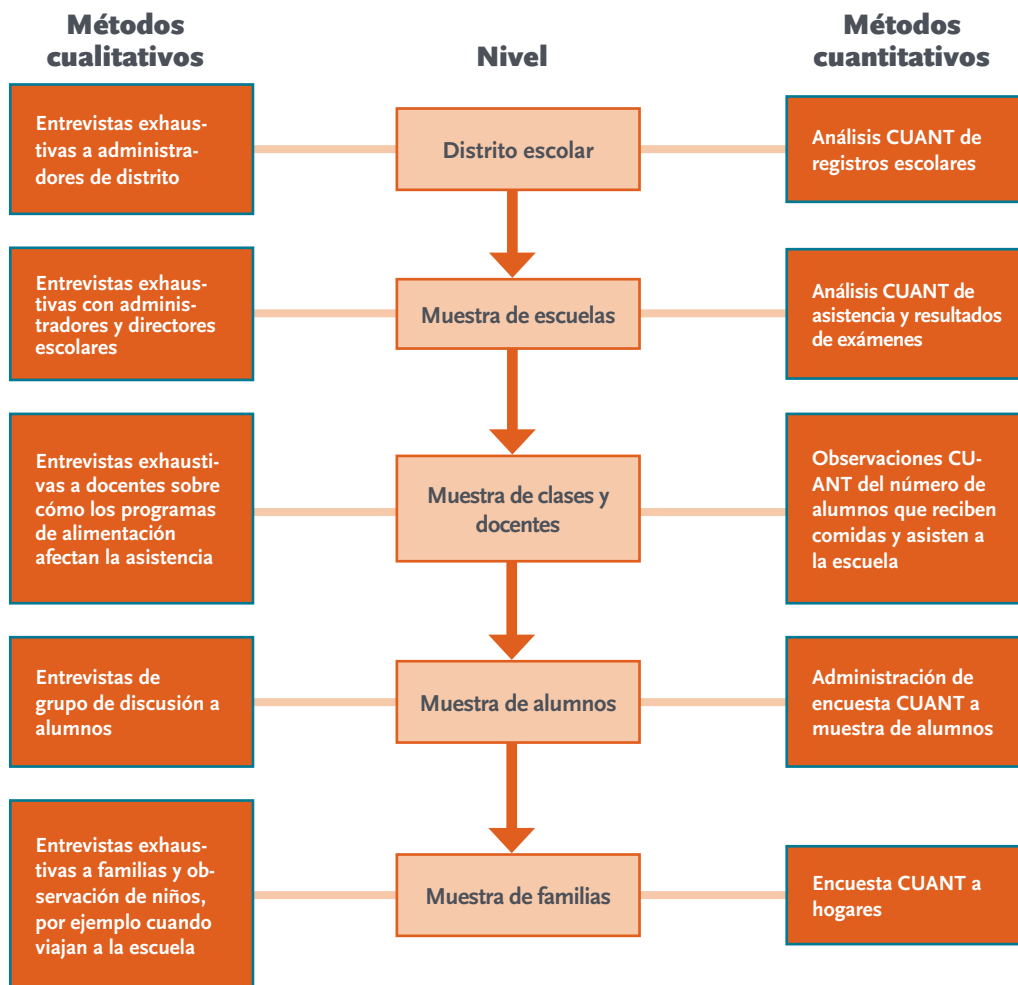 Métodos
cualitativos
Nivel
Métodos
cuantitativos
Entrevistas exhaus-
tivas a administra-
dores de distrito
Distrito escolar
Análisis CUANT de
registros escolares
Entrevistas exhaus-
tivas con adminis-
tradores y directores
escolares
Muestra de escuelas
Análisis CUANT de
asistencia y resultados
de exámenes
Entrevistas exhausti-
vas a docentes sobre
cómo los programas
de alimentación
afectan la asistencia
Muestra de clases y
docentes
Observaciones CU-
ANT del número de
alumnos que reciben
comidas y asisten a
la escuela
Entrevistas de
grupo de discusión a
alumnos
Muestra de alumnos
Administración de
encuesta CUANT a
muestra de alumnos
Entrevistas exhaus-
tivas a familias y ob-
servación de niños,
por ejemplo cuando
viajan a la escuela
Muestra de familias
Encuesta CUANT a
hogares